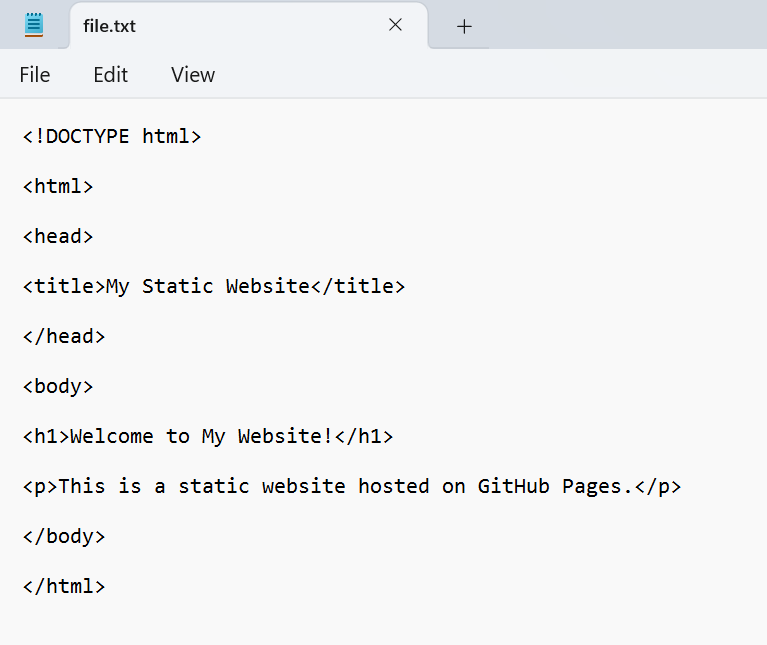 file.txt
File Edit View
<!DOCTYPE html>
<html>
<head>
<title>My Static Website</title>
</head>
<body>
<h1>Welcome to My Website!</h1>
<p>This is a static website hosted on GitHub Pages.</p>
</body>
</html>